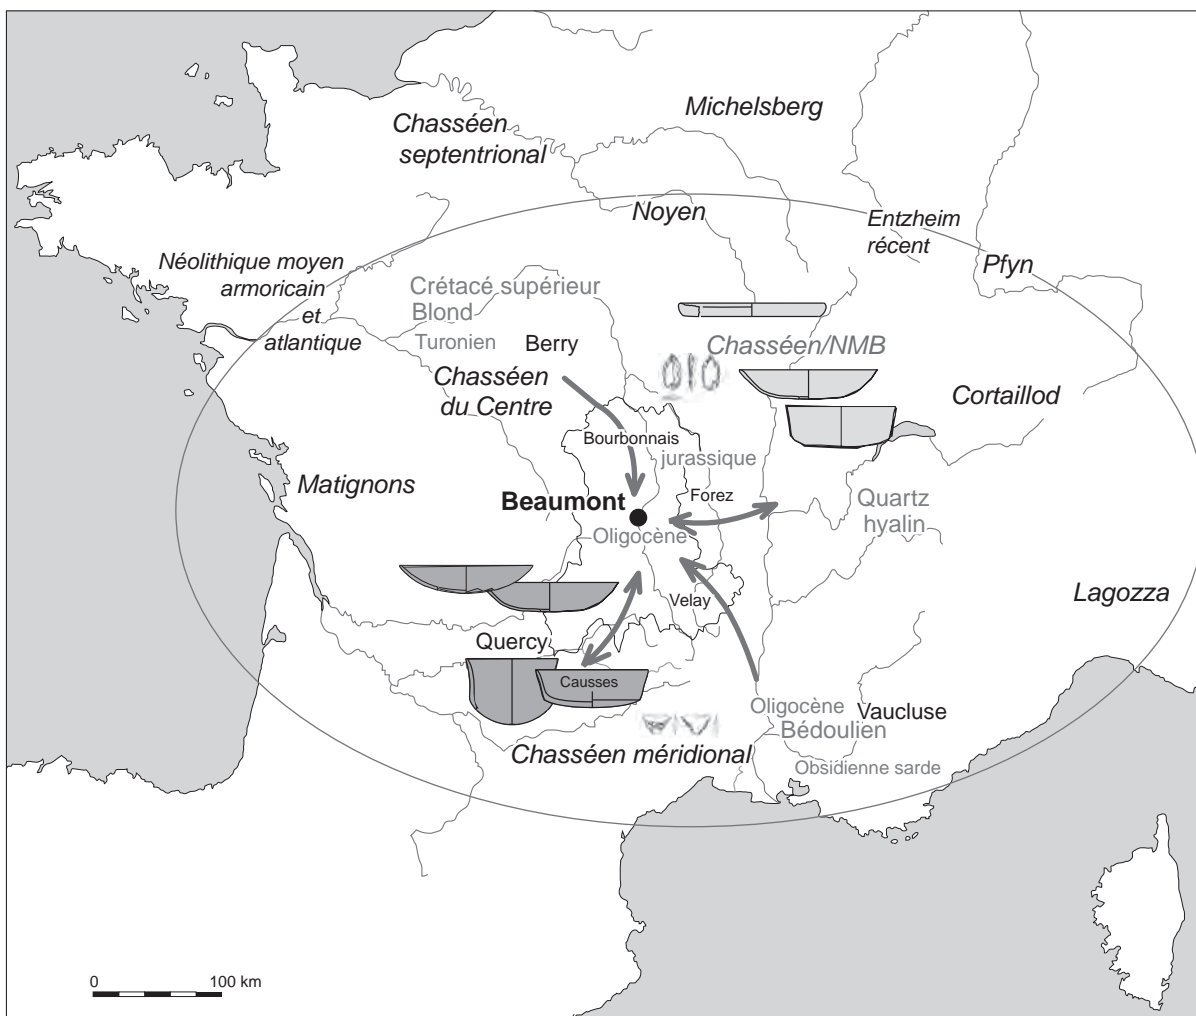 Michelsberg
Chasséen
septentrional
Noyen
Entzheim
récent
Pfyn
Néolithique moyen
armoricain
et
atlantique
Crétacé supérieur
Blond
Turonien
Berry
Chasséen/NMB
Chasséen
du Centre
Cortaillod
Bourbonnais
jurassique
Matignons
Beaumont
Forez
Quartz
hyalin
Oligocène
Velay
Lagozza
Quercy
Causses
Oligocène
Vaucluse
Bédoulien
Chasséen méridional
Obsidienne sarde
0
100 km